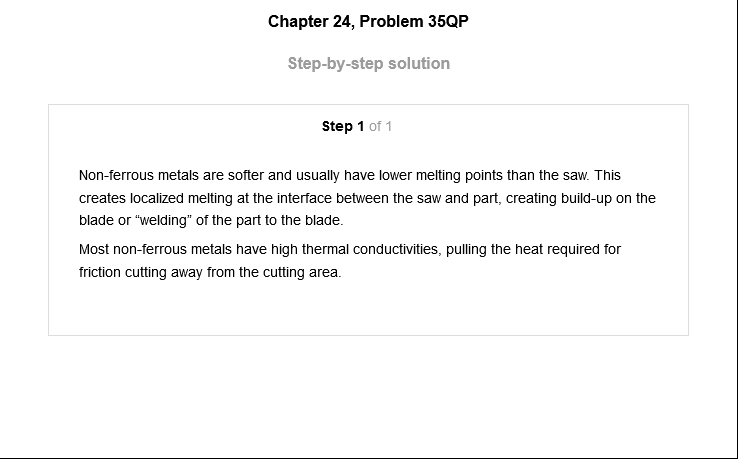 Chapter 24, Problem 35QP
Step-by-step solution
Step 1 of 1
Non-ferrous metals are softer and usually have lower melting points than the saw. This
creates localized melting at the interface between the saw and part, creating build-up on the
blade or “welding” of the part to the blade.
Most non-ferrous metals have high thermal conductivities, pulling the heat required for
friction cutting away from the cutting area.